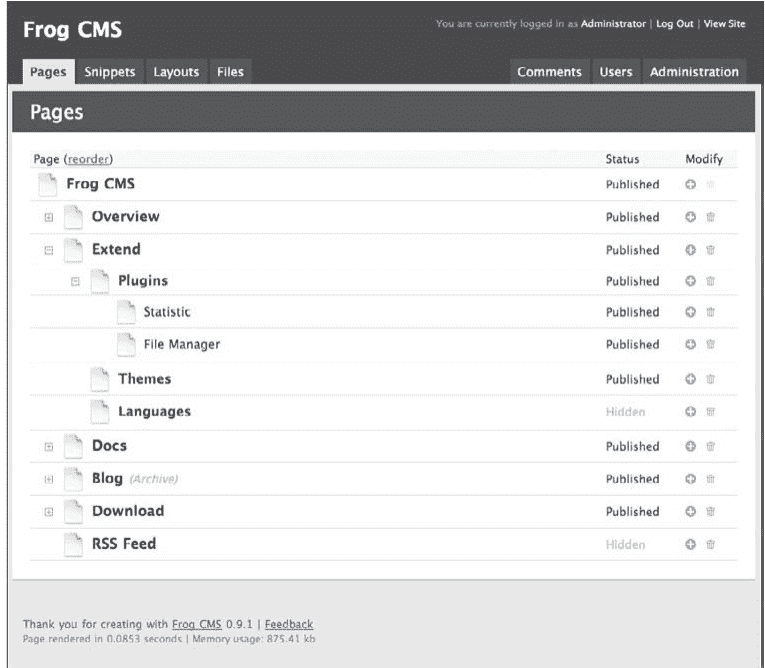 Frog CMS
You are currently logged in as Administrator | Log Out | View Site
Pages Snippets Layouts Files Comments Users Administration
Pages
Page (reorder) Status Modify
Frog CMS Published
Overview Published
Extend Published
Plugins Published
Statistic Published
File Manager Published
Themes Published
Languages Hidden
Docs Published
Blog (Archive) Published
Download Published
RSS Feed Hidden
Thank you for creating with Frog CMS 0.9.1 | Feedback
Page rendered in 0.0853 seconds | Memory usage: 875.41 kb